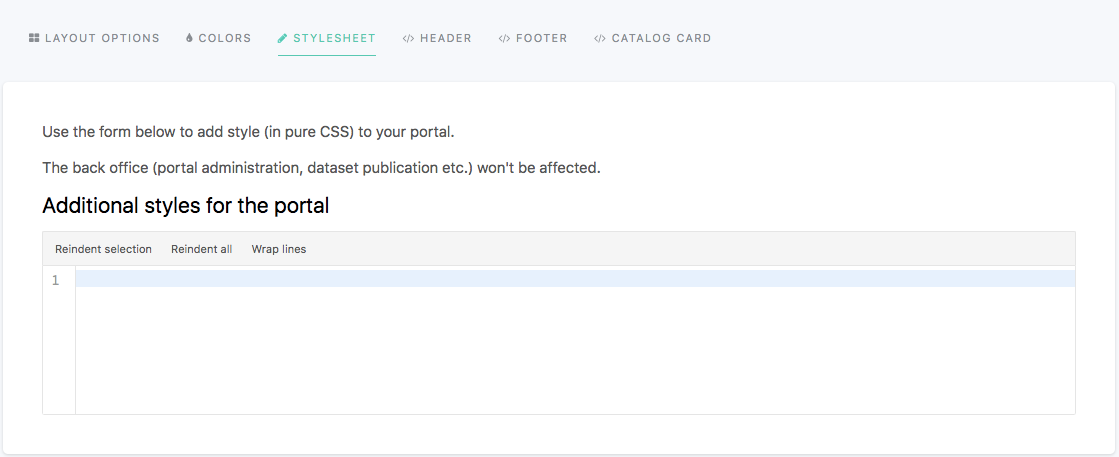 LAYOUT OPTIONS COLORS STYLESHEET </> HEADER </> FOOTER </> CATALOG CARD
Use the form below to add style (in pure CSS) to your portal.
The back office (portal administration, dataset publication etc.) won't be affected.
Additional styles for the portal
Reindent selection Reindent all Wrap lines
1